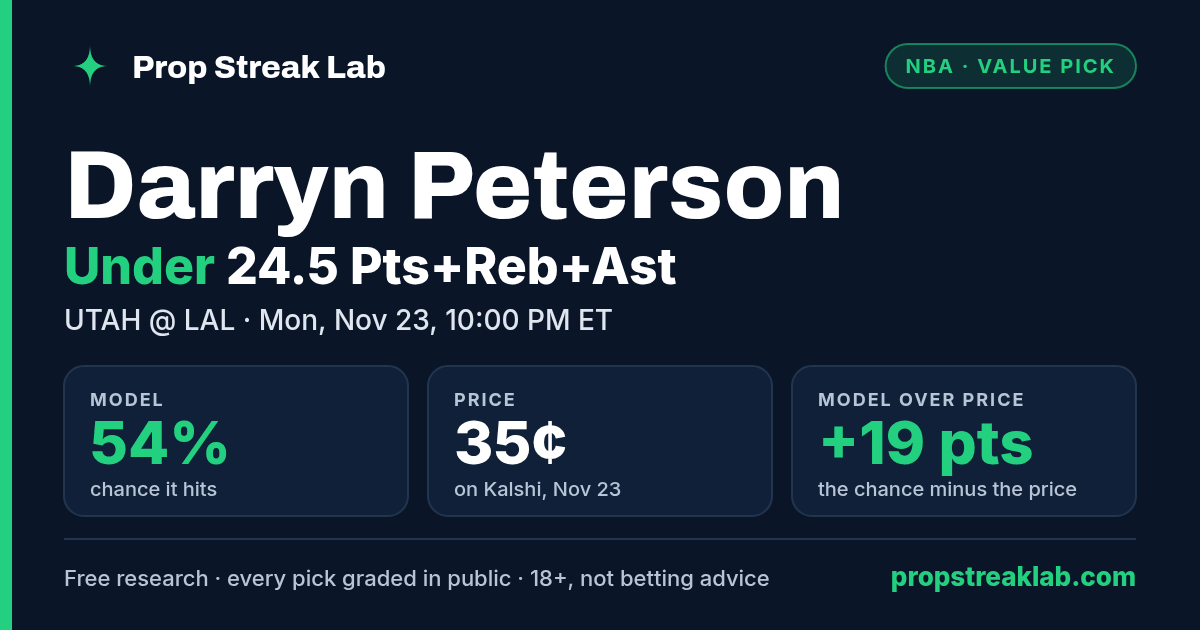 Prop Streak Lab
NBA · VALUE PICK
Darryn Peterson
Under 24.5 Pts+Reb+Ast
UTAH @ LAL · Mon, Nov 23, 10:00 PM ET
MODEL
54%
chance it hits
PRICE
35¢
on Kalshi, Nov 23
MODEL OVER PRICE
+19 pts
the chance minus the price
Free research · every pick graded in public · 18+, not betting advice
propstreaklab.com